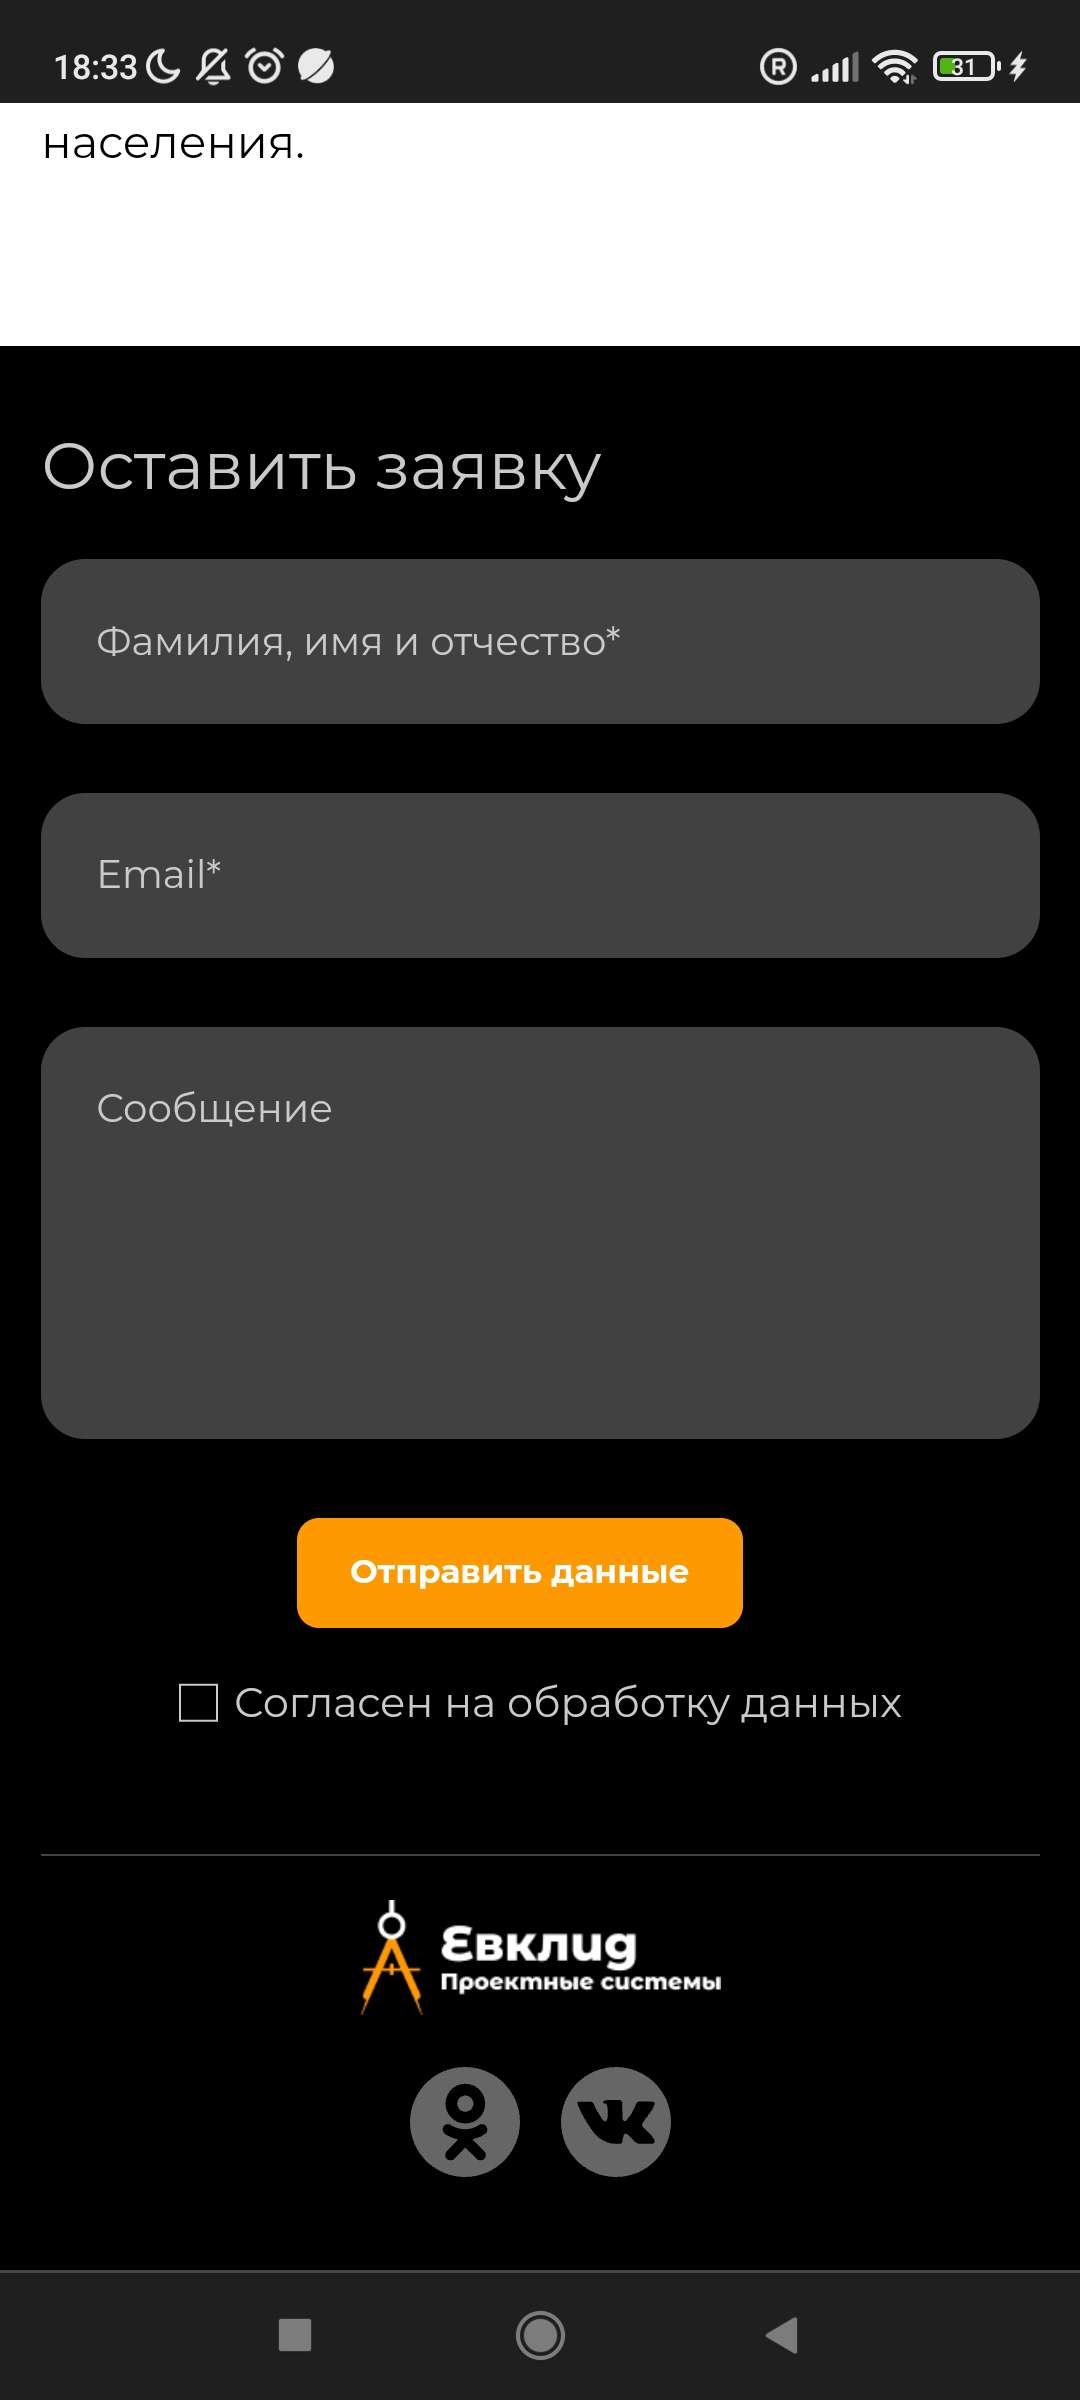 18:33
31
населения.
Оставить заявку
Фамилия, имя и отчество*
Email*
Сообщение
Отправить данные
Согласен на обработку данных
Евклид
Проектные системы